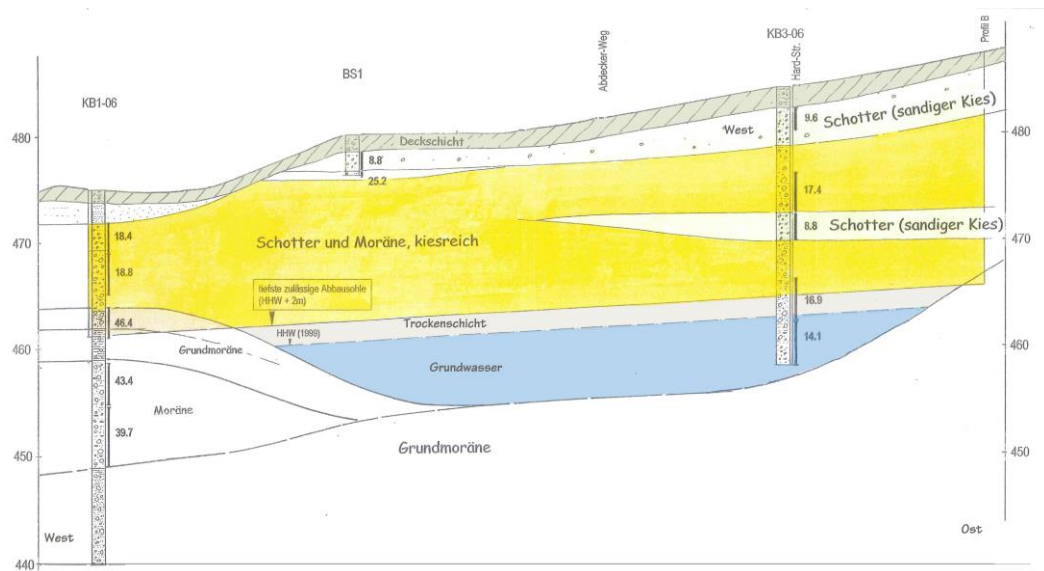 KB1-06
BS1
Abdecker-Weg
KB3-06
Hard-Str.
Profil B
480
480
470
470
460
460
450
450
440
Deckschicht
West
Schotter (sandiger Kies)
9.6
8.8
25.2
17.4
18.4
18.8
Schotter und Moräne, kiesreich
8.8
Schotter (sandiger Kies)
tiefste zulässige Abbausohle
(HHW + 2m)
46.4
HHW (1999)
Trockenschicht
16.9
Grundmoräne
Grundwasser
14.1
43.4
Moräne
39.7
Grundmoräne
West
Ost